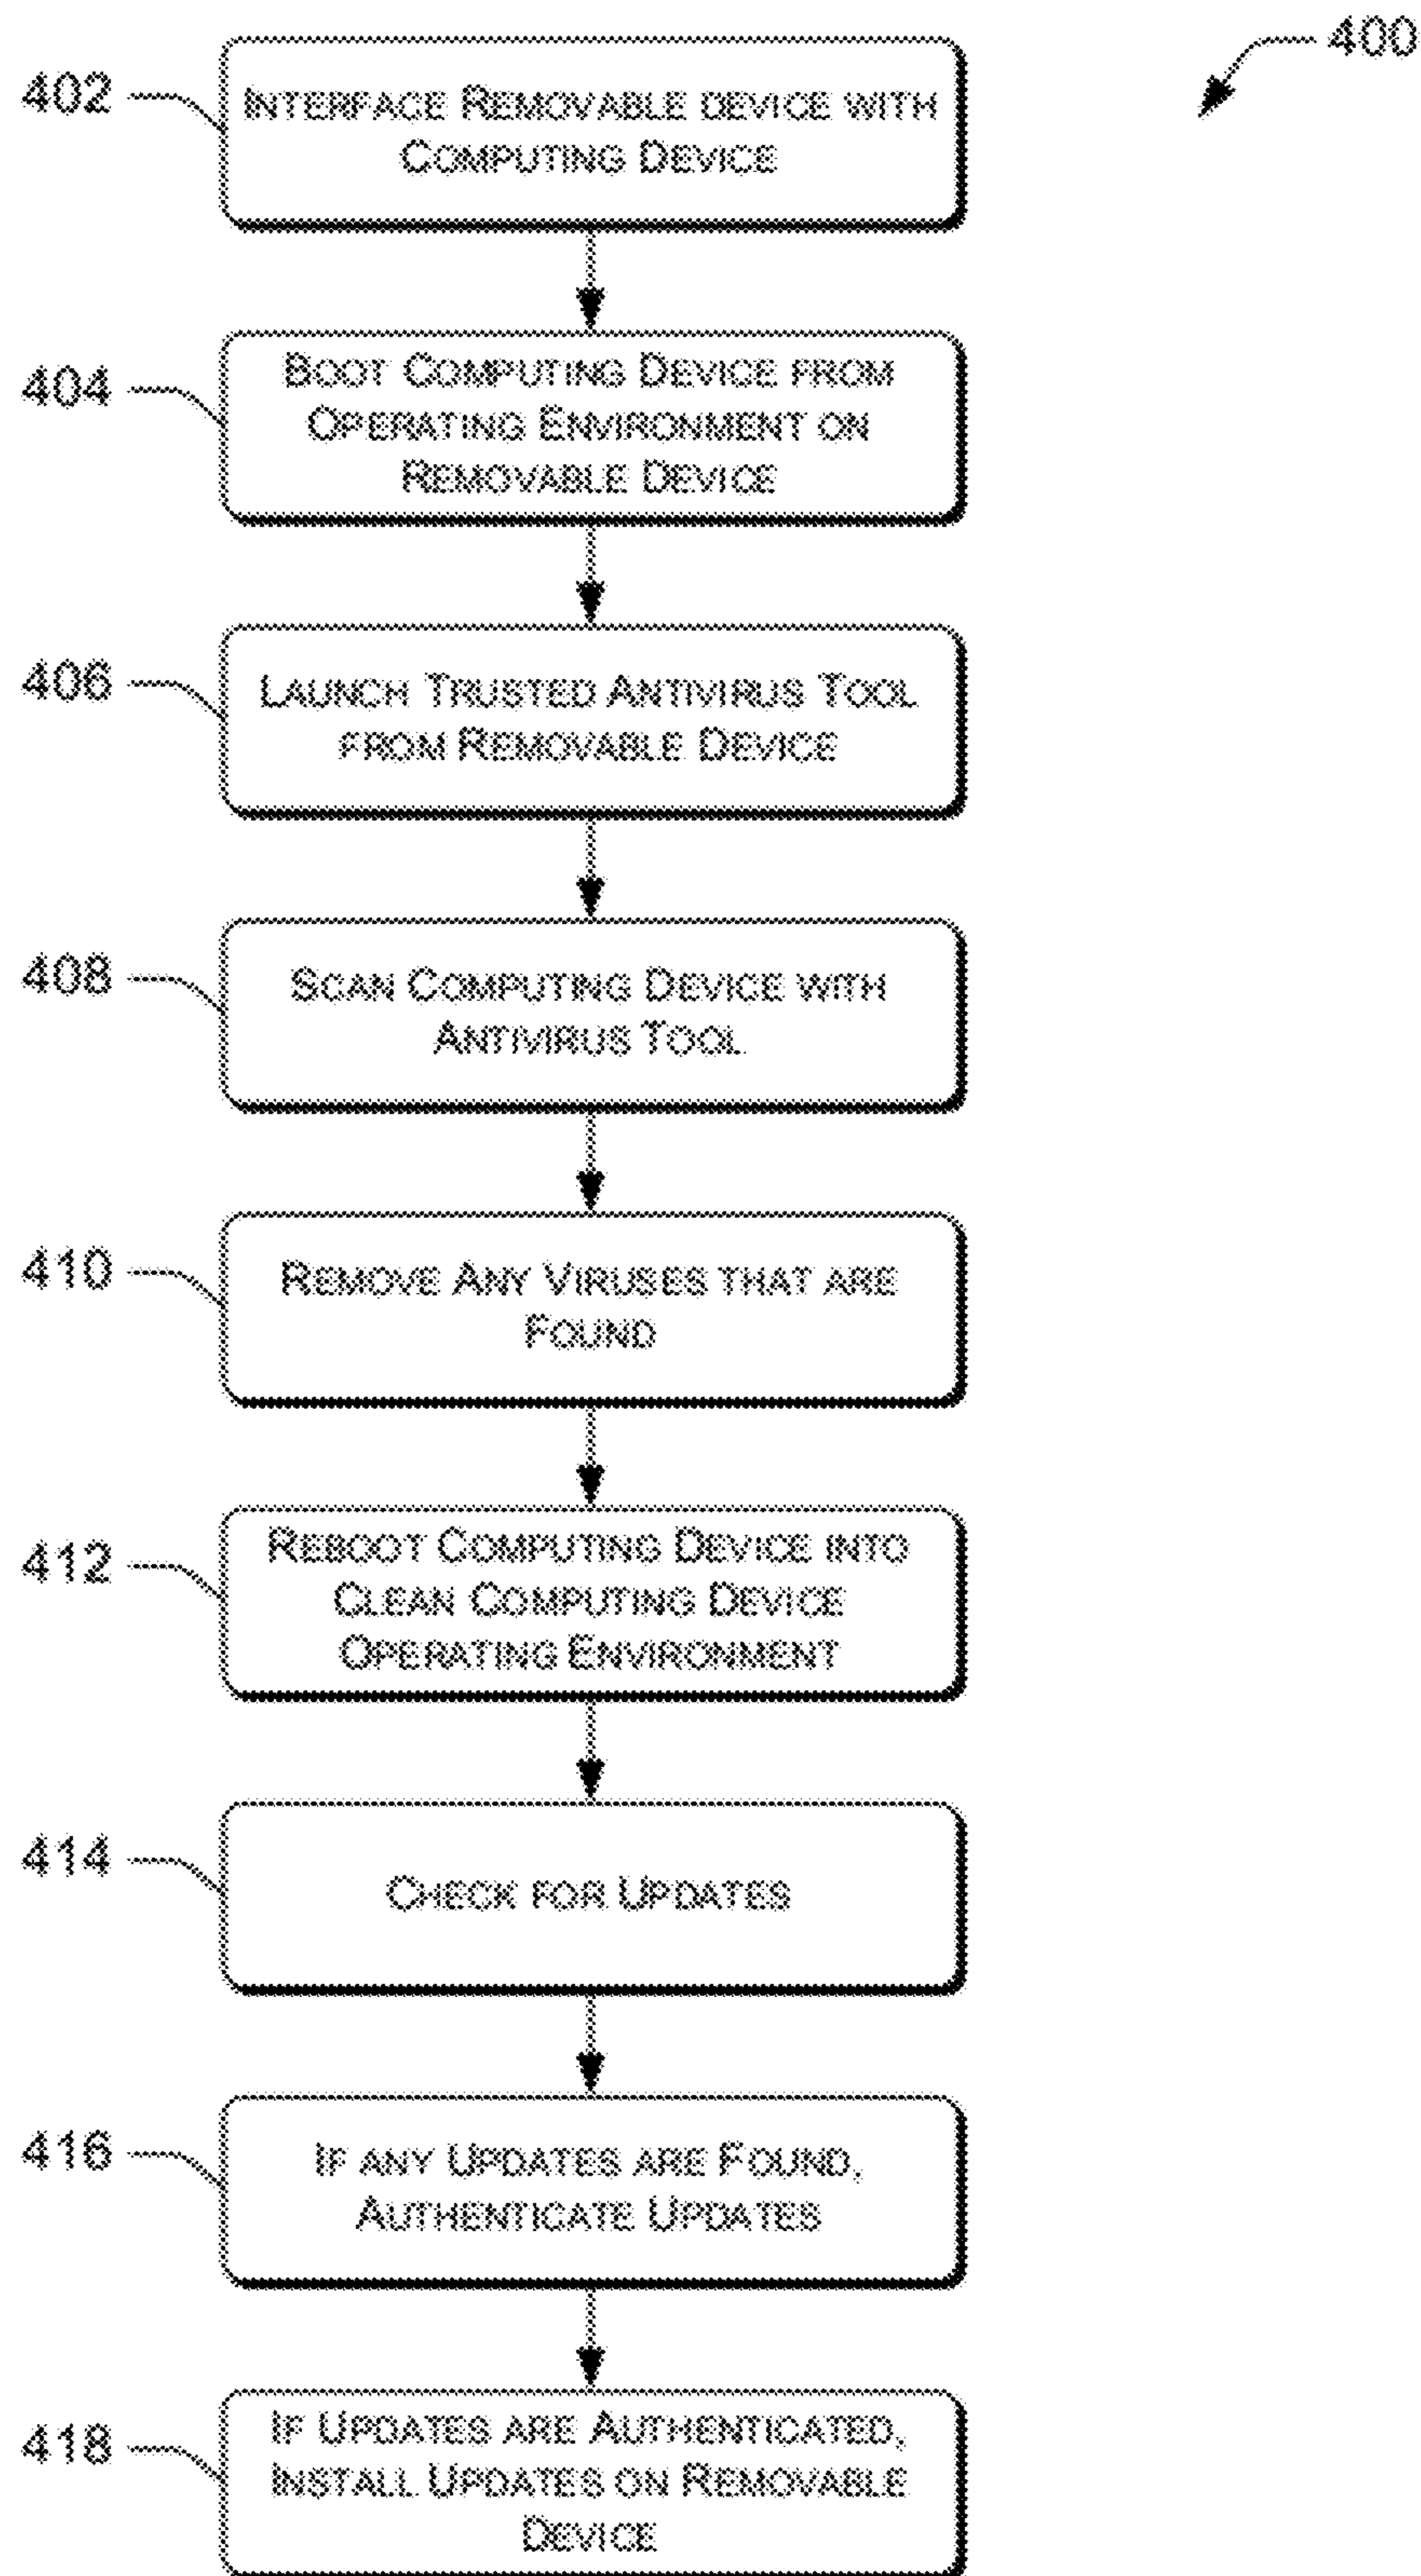 400
402
INTERFACE REMOVABLE DEVICE WITH
COMPUTING DEVICE
404
BOOT COMPUTING DEVICE FROM
OPERATING ENVIRONMENT ON
REMOVABLE DEVICE
406
LAUNCH TRUSTED ANTIVIRUS TOOL
FROM REMOVABLE DEVICE
408
SCAN COMPUTING DEVICE WITH
ANTIVIRUS TOOL
410
REMOVE ANY VIRUSES THAT ARE
FOUND
412
REBOOT COMPUTING DEVICE INTO
CLEAN COMPUTING DEVICE
OPERATING ENVIRONMENT
414
CHECK FOR UPDATES
416
IF ANY UPDATES ARE FOUND,
AUTHENTICATE UPDATES
418
IF UPDATES ARE AUTHENTICATED,
INSTALL UPDATES ON REMOVABLE
DEVICE